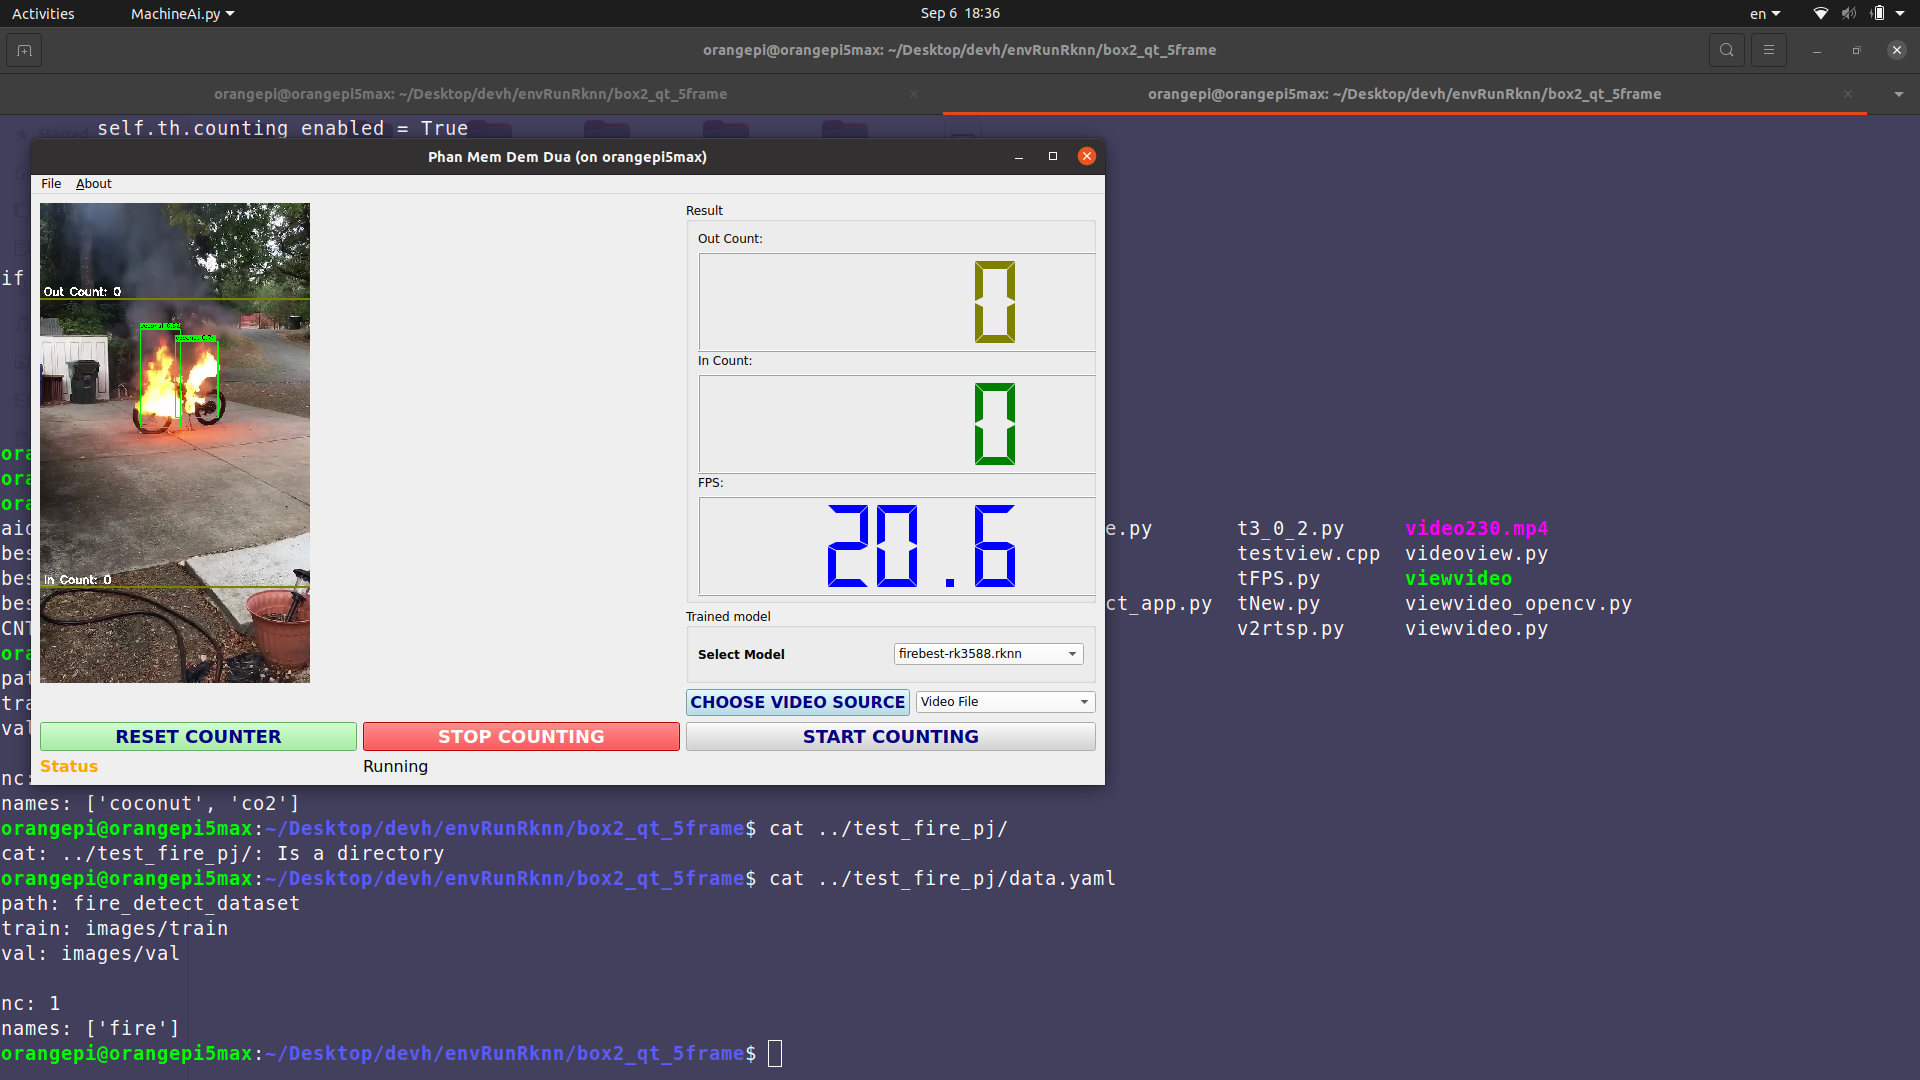 Activities
MachineAi.py
Sep 6 18:36
en
orangepi@orangepi5max: ~/Desktop/devh/envRunRknn/box2_qt_5frame
orangepi@orangepi5max: ~/Desktop/devh/envRunRknn/box2_qt_5frame
orangepi@orangepi5max: ~/Desktop/devh/envRunRknn/box2_qt_5frame
self.th.counting_enabled = True
Phan Mem Dem Dua (on orangepi5max)
File About
Out Count: 0
In Count: 0
Result
Out Count:
0
In Count:
0
FPS:
20.6
Trained model
Select Model
firebest-rk3588.rknn
CHOOSE VIDEO SOURCE
Video File
RESET COUNTER
STOP COUNTING
START COUNTING
Status
Running
if
ora
ora
ora
e.py t3_0_2.py video230.mp4
bes testview.cpp videoview.py
bes tFPS.py viewvideo
bes ct_app.py tNew.py viewvideo_opencv.py
CNT v2rtsp.py viewvideo.py
ora
pat
tra
val
nc:
names: ['coconut', 'co2']
orangepi@orangepi5max:~/Desktop/devh/envRunRknn/box2_qt_5frame$ cat ../test_fire_pj/
cat: ../test_fire_pj/: Is a directory
orangepi@orangepi5max:~/Desktop/devh/envRunRknn/box2_qt_5frame$ cat ../test_fire_pj/data.yaml
path: fire_detect_dataset
train: images/train
val: images/val
nc: 1
names: ['fire']
orangepi@orangepi5max:~/Desktop/devh/envRunRknn/box2_qt_5frame$